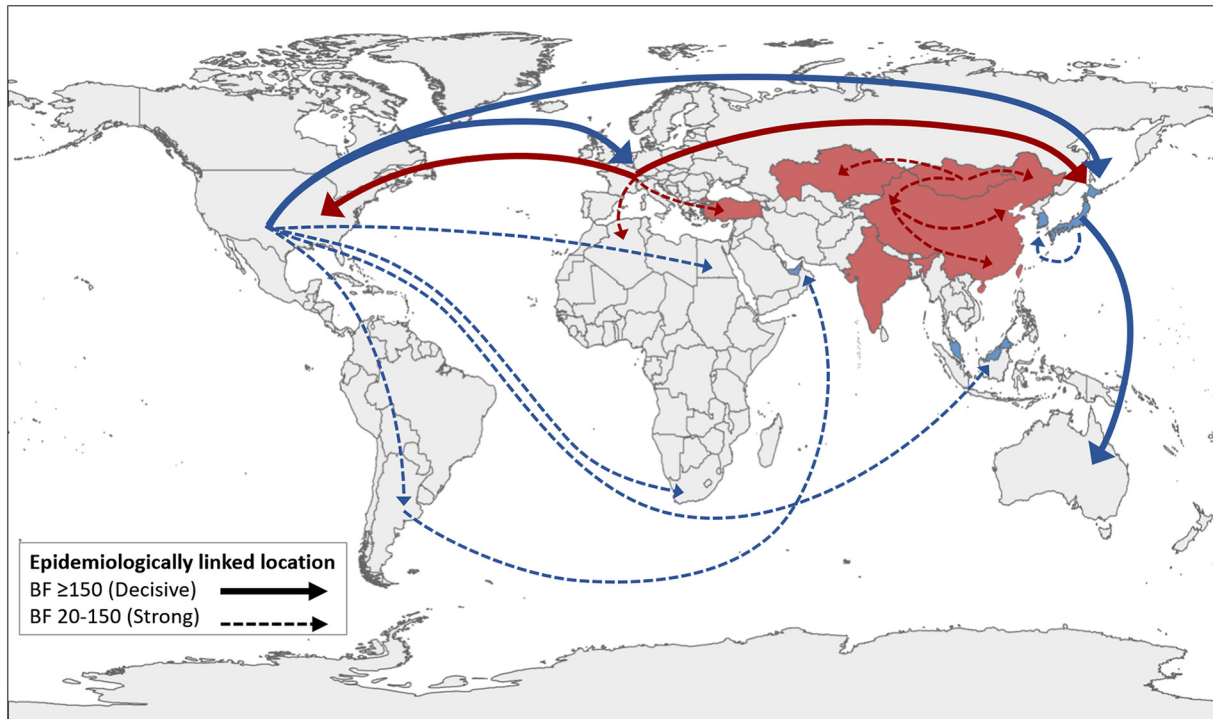 Epidemiologically linked location
BF ≥150 (Decisive)
BF 20-150 (Strong)